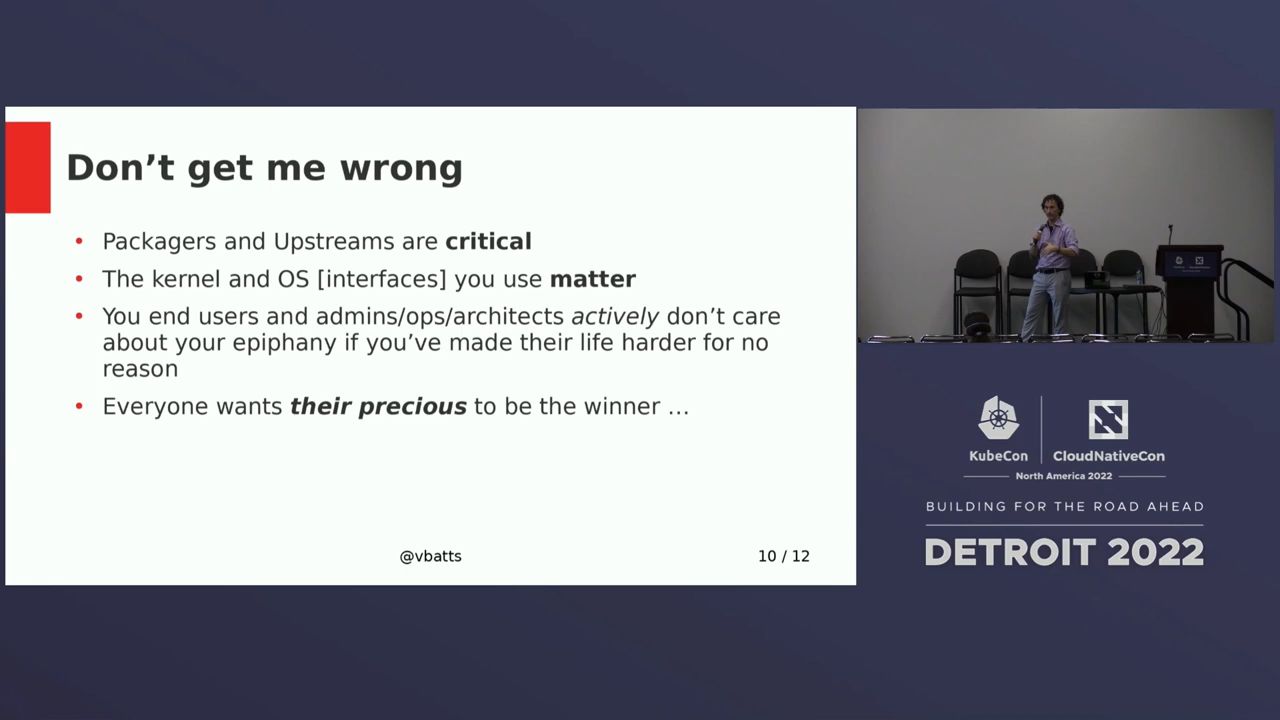 Don’t get me wrong
• Packagers and Upstreams are critical
• The kernel and OS [interfaces] you use matter
• You end users and admins/ops/architects actively don’t care
about your epiphany if you’ve made their life harder for no
reason
• Everyone wants their precious to be the winner …
@vbatts
10 / 12
KubeCon
CloudNativeCon
North America 2022
BUILDING FOR THE ROAD AHEAD
DETROIT 2022